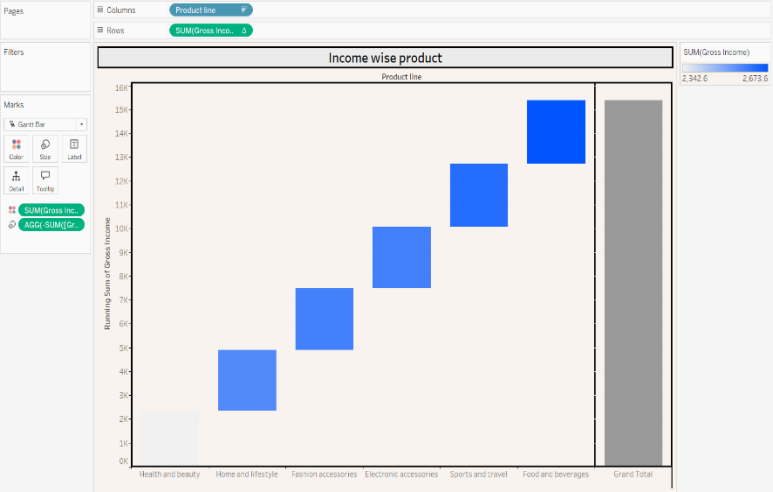 Pages
Columns
Product line
Rows
SUM(Gross Inco..
Filters
Marks
Gantt Bar
Color
Size
Label
Detail
Tooltip
SUM(Gross Inc..
AGG(-SUM([Gr..
Income wise product
Product line
Running Sum of Gross Income
16K
15K
14K
13K
12K
11K
10K
9K
8K
7K
6K
5K
4K
3K
2K
1K
0K
Health and beauty
Home and lifestyle
Fashion accessories
Electronic accessories
Sports and travel
Food and beverages
Grand Total
SUM(Gross Income)
2,342.6
2,673.6